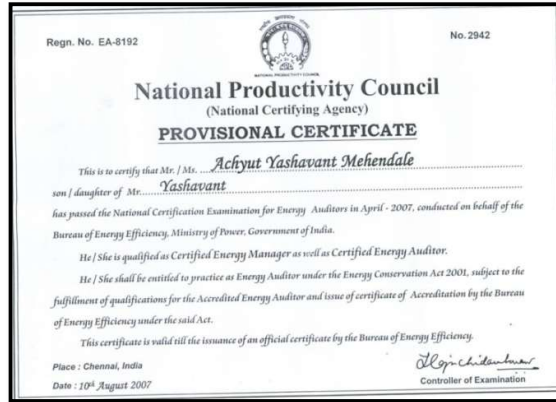 Regn. No. EA-8192
No. 2942
NATIONAL PRODUCTIVITY COUNCIL
National Productivity Council
(National Certifying Agency)
PROVISIONAL CERTIFICATE
This is to certify that Mr. / Ms. Achyut Yashavant Mehendale
son / daughter of Mr. Yashavant
has passed the National Certification Examination for Energy Auditors in April - 2007, conducted on behalf of the
Bureau of Energy Efficiency, Ministry of Power, Government of India.
He / She is qualified as Certified Energy Manager as well as Certified Energy Auditor.
He / She shall be entitled to practice as Energy Auditor under the Energy Conservation Act 2001, subject to the
fulfillment of qualifications for the Accredited Energy Auditor and issue of certificate of Accreditation by the Bureau
of Energy Efficiency under the said Act.
This certificate is valid till the issuance of an official certificate by the Bureau of Energy Efficiency.
Place : Chennai, India
Date : 10th August 2007
Controller of Examination